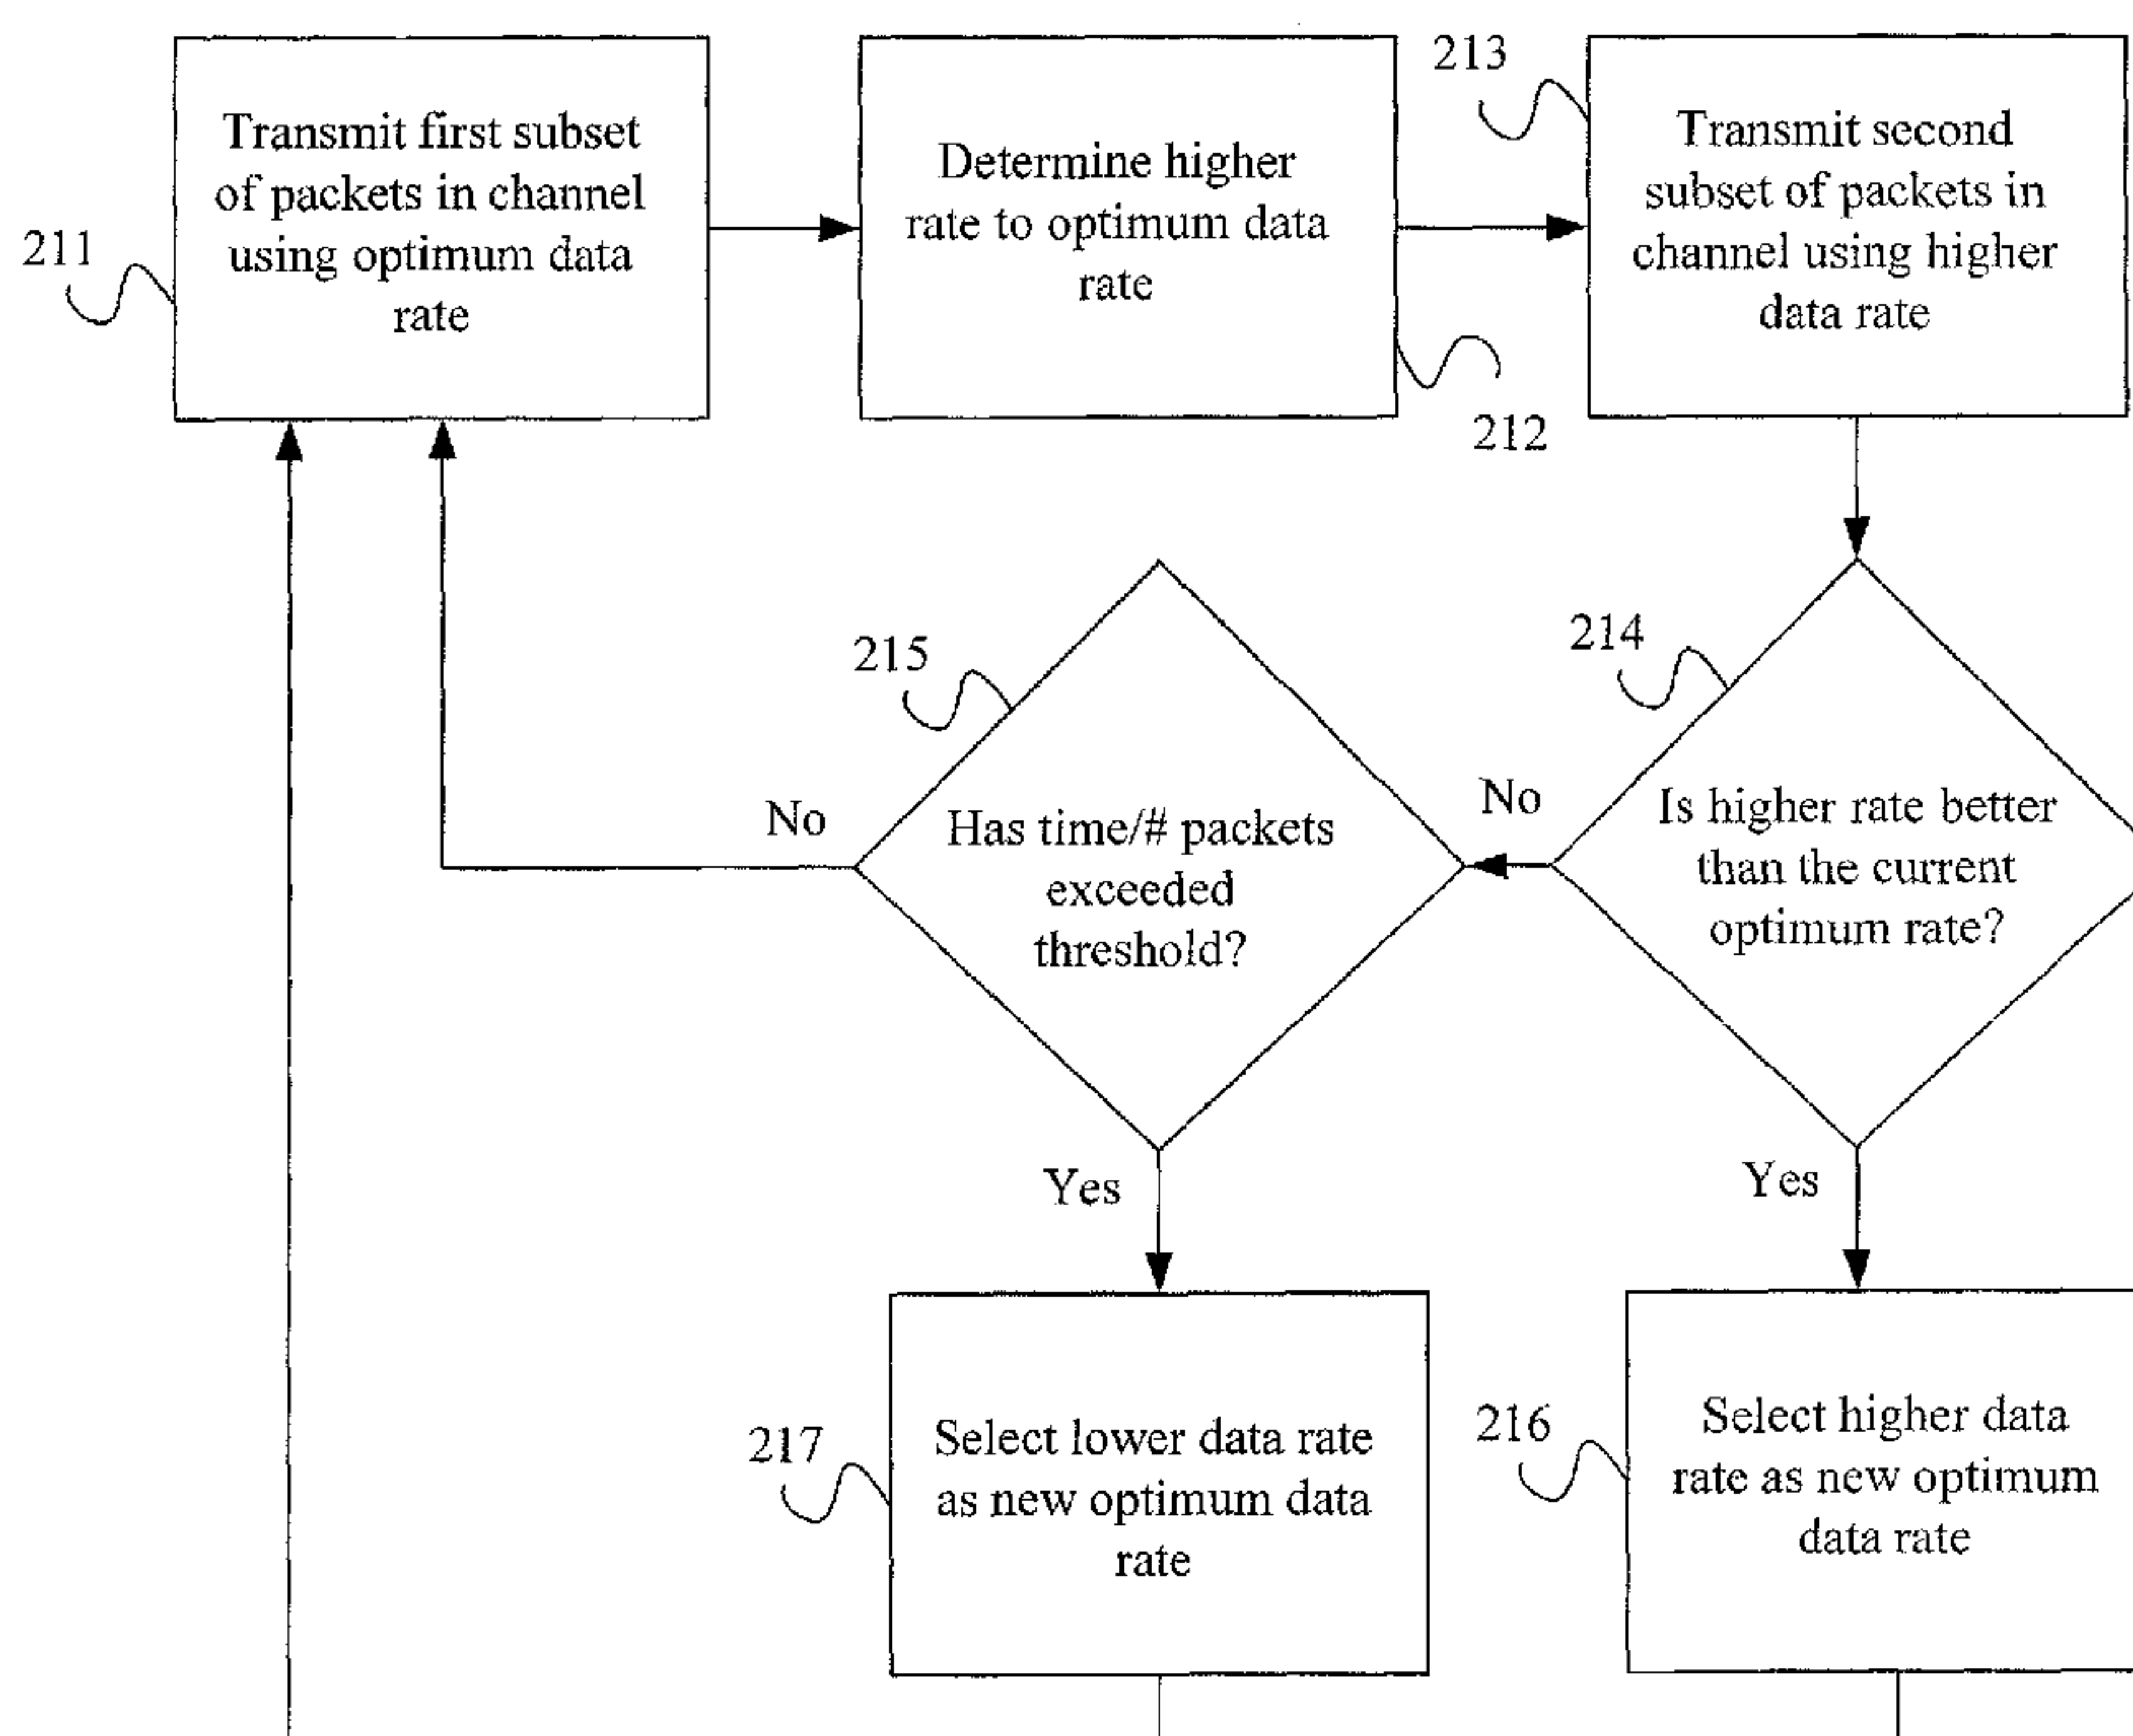 211
Transmit first subset
of packets in channel
using optimum data
rate
Determine higher
rate to optimum data
rate
212
213
Transmit second
subset of packets in
channel using higher
data rate
214
Is higher rate better
than the current
optimum rate?
No
Yes
215
Has time/# packets
exceeded
threshold?
No
Yes
217
Select lower data rate
as new optimum data
rate
216
Select higher data
rate as new optimum
data rate